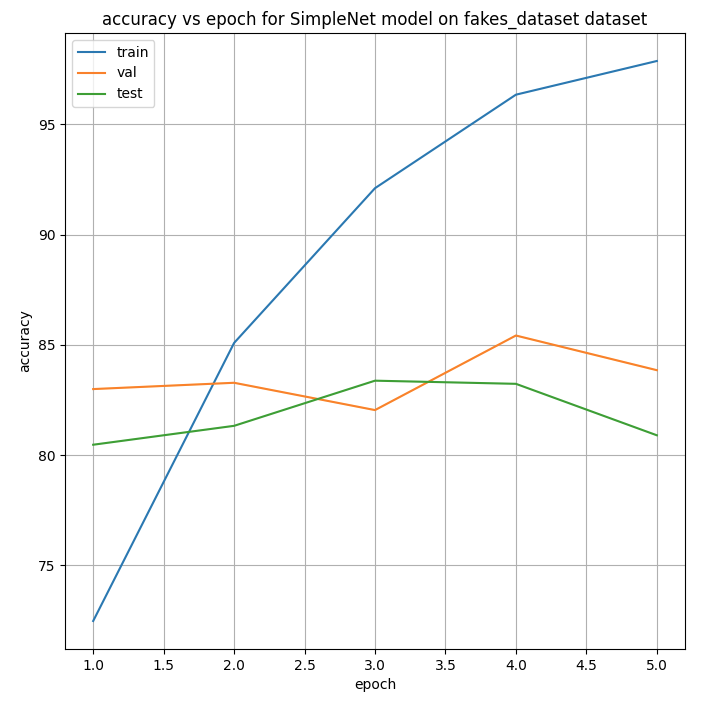 accuracy vs epoch for SimpleNet model on fakes_dataset dataset
train
val
test
95
90
85
80
75
accuracy
1.0 1.5 2.0 2.5 3.0 3.5 4.0 4.5 5.0
epoch